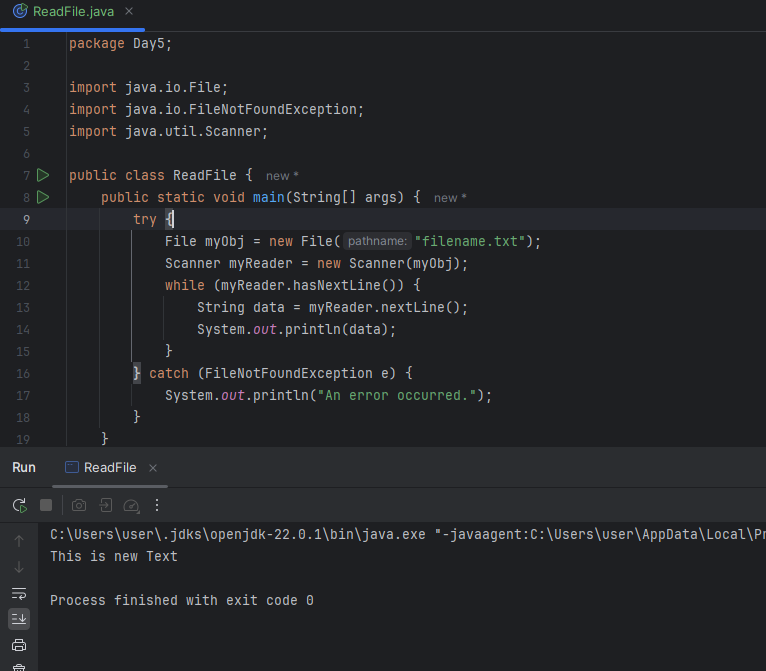 ReadFile.java
1 package Day5;
2
3 import java.io.File;
4 import java.io.FileNotFoundException;
5 import java.util.Scanner;
6
7 public class ReadFile { new *
8 public static void main(String[] args) { new *
9 try {
10 File myObj = new File( pathname: "filename.txt");
11 Scanner myReader = new Scanner(myObj);
12 while (myReader.hasNextLine()) {
13 String data = myReader.nextLine();
14 System.out.println(data);
15 }
16 } catch (FileNotFoundException e) {
17 System.out.println("An error occurred.");
18 }
19 }
Run ReadFile
C:\Users\user\.jdks\openjdk-22.0.1\bin\java.exe "-javaagent:C:\Users\user\AppData\Local\Pr
This is new Text
Process finished with exit code 0